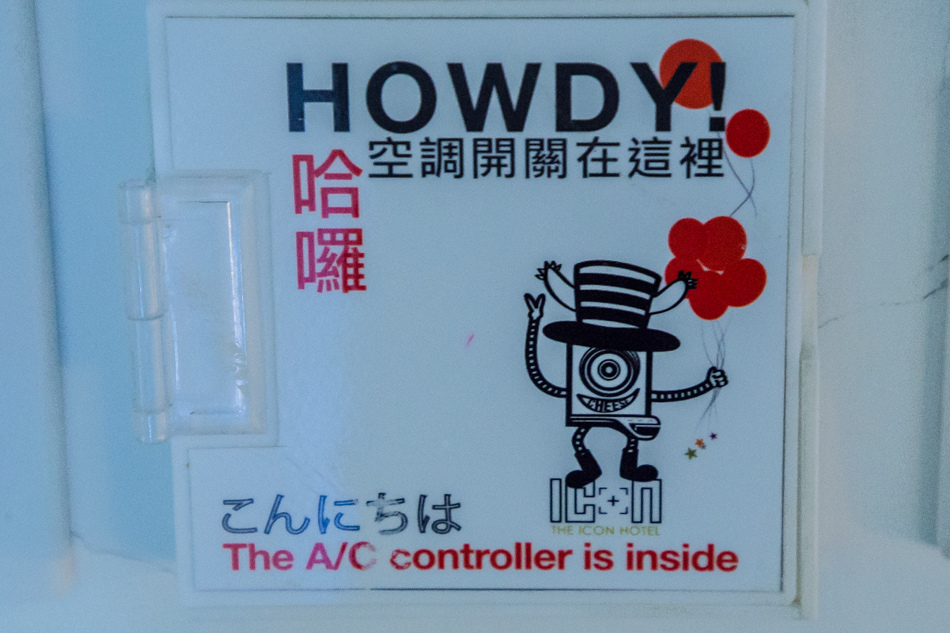 HOWDY!
空調開關在這裡
哈囉
CHEESE
ICON
THE ICON HOTEL
こんにちは
The A/C controller is inside